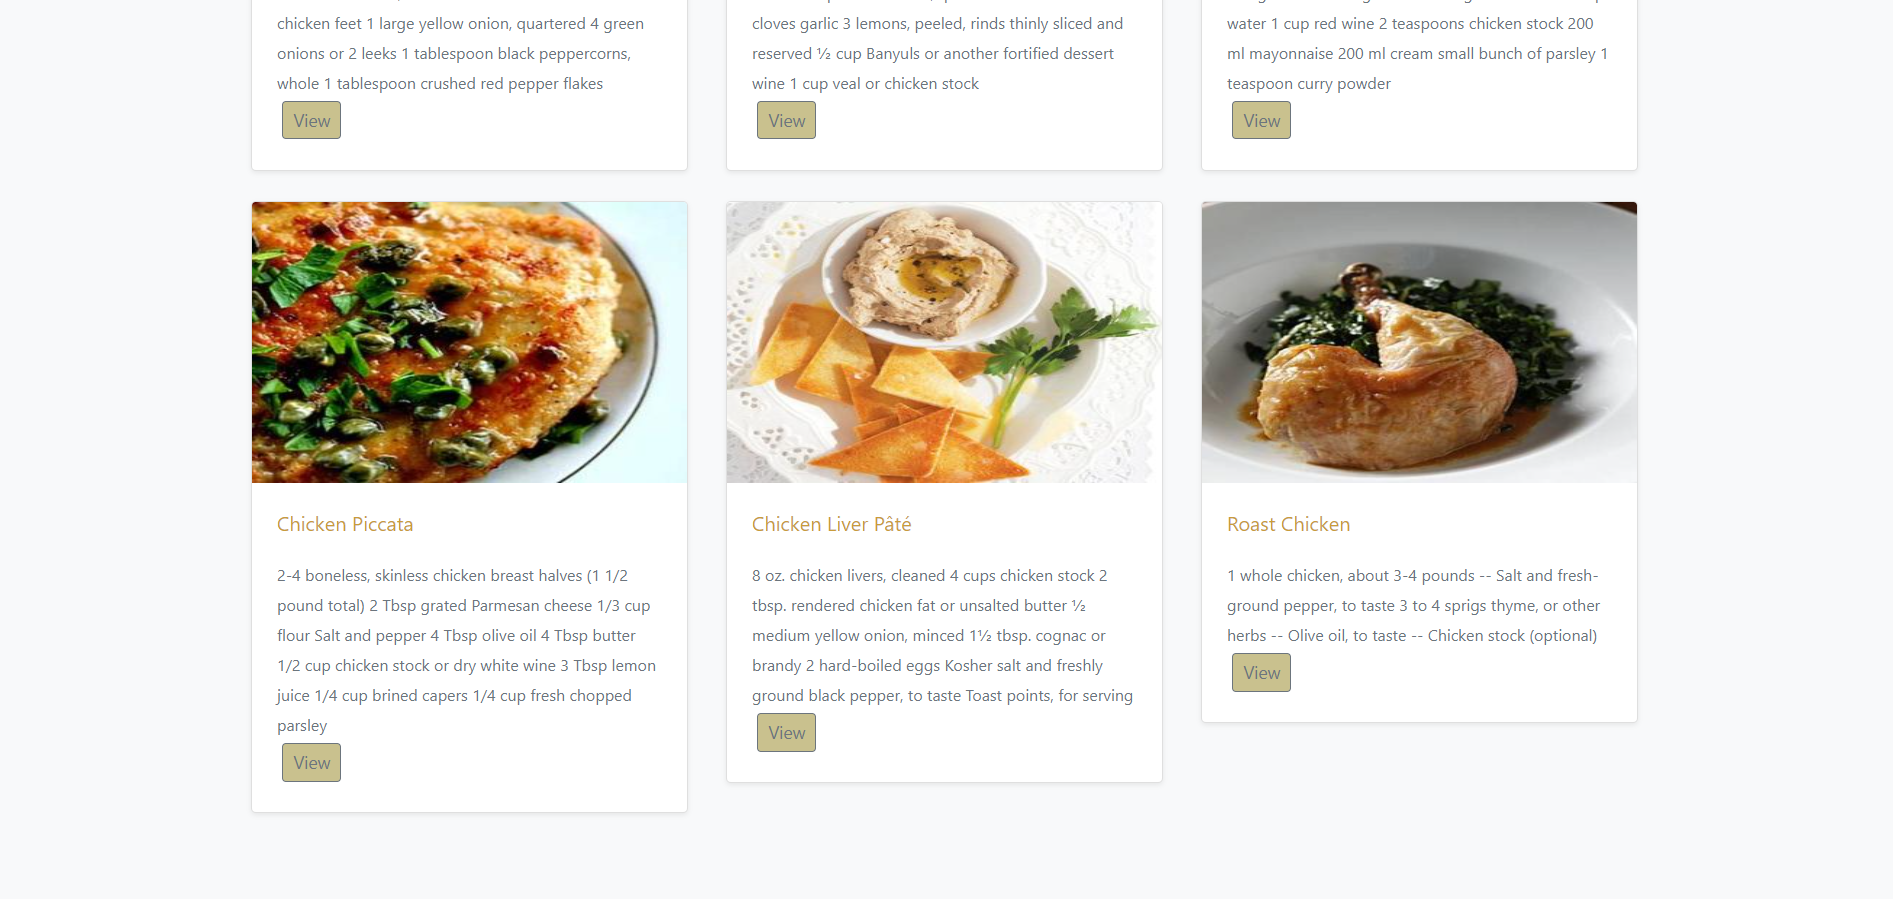 chicken feet 1 large yellow onion, quartered 4 green
onions or 2 leeks 1 tablespoon black peppercorns,
whole 1 tablespoon crushed red pepper flakes
View
cloves garlic 3 lemons, peeled, rinds thinly sliced and
reserved ½ cup Banyuls or another fortified dessert
wine 1 cup veal or chicken stock
View
water 1 cup red wine 2 teaspoons chicken stock 200
ml mayonnaise 200 ml cream small bunch of parsley 1
teaspoon curry powder
View
Chicken Piccata
2-4 boneless, skinless chicken breast halves (1 1/2
pound total) 2 Tbsp grated Parmesan cheese 1/3 cup
flour Salt and pepper 4 Tbsp olive oil 4 Tbsp butter
1/2 cup chicken stock or dry white wine 3 Tbsp lemon
juice 1/4 cup brined capers 1/4 cup fresh chopped
parsley
View
Chicken Liver Pâté
8 oz. chicken livers, cleaned 4 cups chicken stock 2
tbsp. rendered chicken fat or unsalted butter ½
medium yellow onion, minced 1½ tbsp. cognac or
brandy 2 hard-boiled eggs Kosher salt and freshly
ground black pepper, to taste Toast points, for serving
View
Roast Chicken
1 whole chicken, about 3-4 pounds -- Salt and fresh-
ground pepper, to taste 3 to 4 sprigs thyme, or other
herbs -- Olive oil, to taste -- Chicken stock (optional)
View